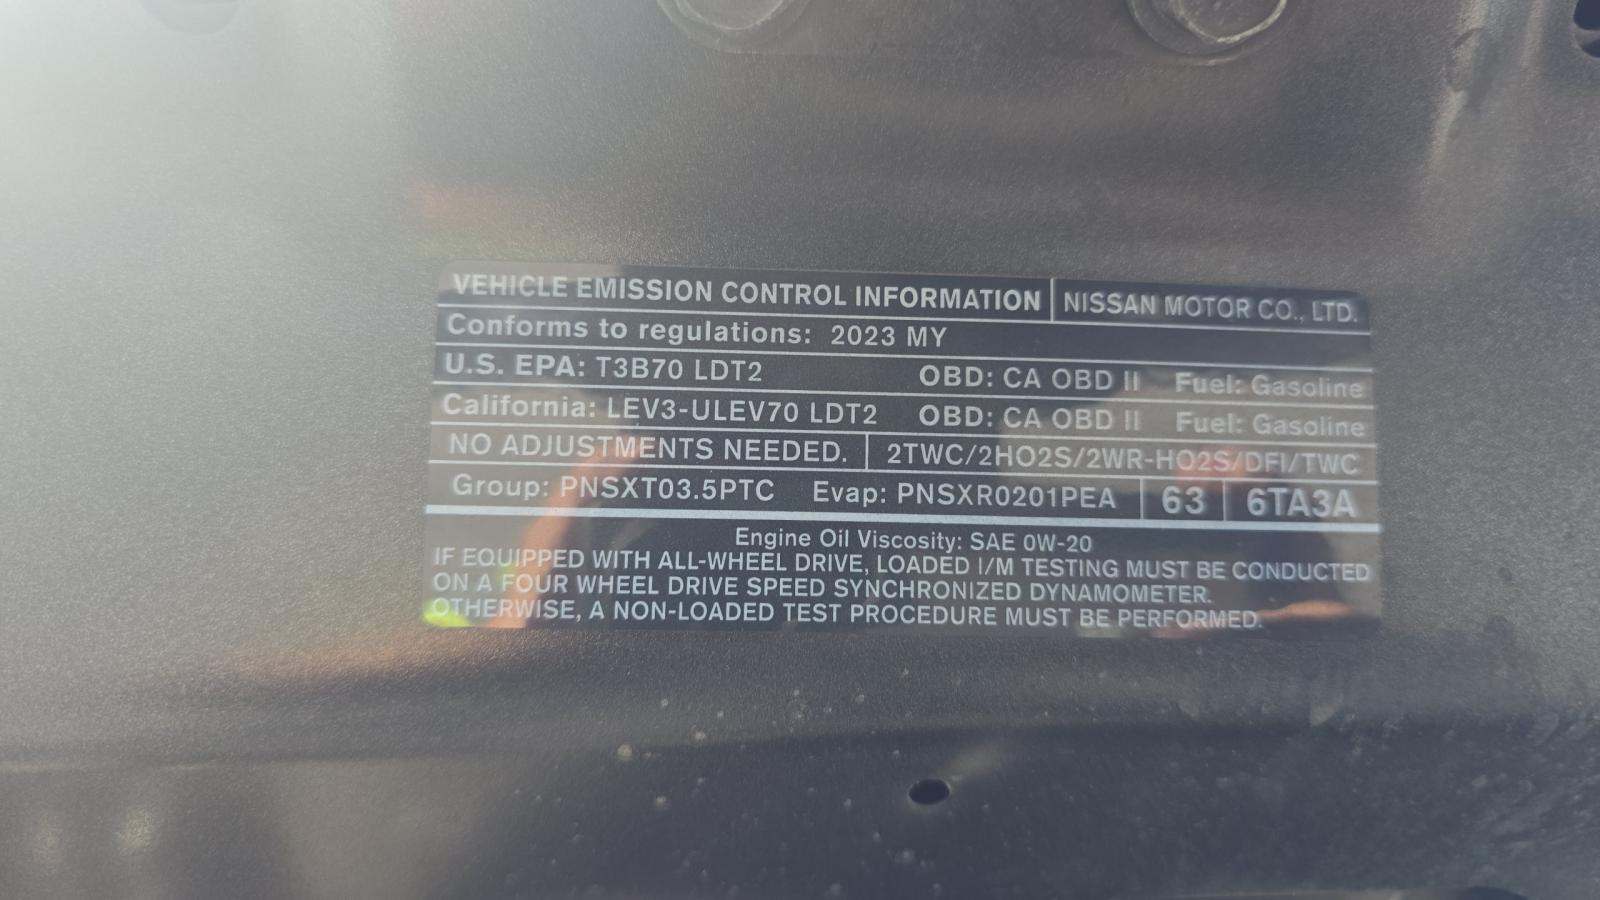 VEHICLE EMISSION CONTROL INFORMATION NISSAN MOTOR CO., LTD.
Conforms to regulations: 2023 MY
U.S. EPA: T3B70 LDT2 OBD: CA OBD II Fuel: Gasoline
California: LEV3-ULEV70 LDT2 OBD: CA OBD II Fuel: Gasoline
NO ADJUSTMENTS NEEDED. 2TWC/2HO2S/2WR-HO2S/DFI/TWC
Group: PNSXT03.5PTC Evap: PNSXR0201PEA 63 6TA3A
Engine Oil Viscosity: SAE 0W-20
IF EQUIPPED WITH ALL-WHEEL DRIVE, LOADED I/M TESTING MUST BE CONDUCTED
ON A FOUR WHEEL DRIVE SPEED SYNCHRONIZED DYNAMOMETER.
OTHERWISE, A NON-LOADED TEST PROCEDURE MUST BE PERFORMED.